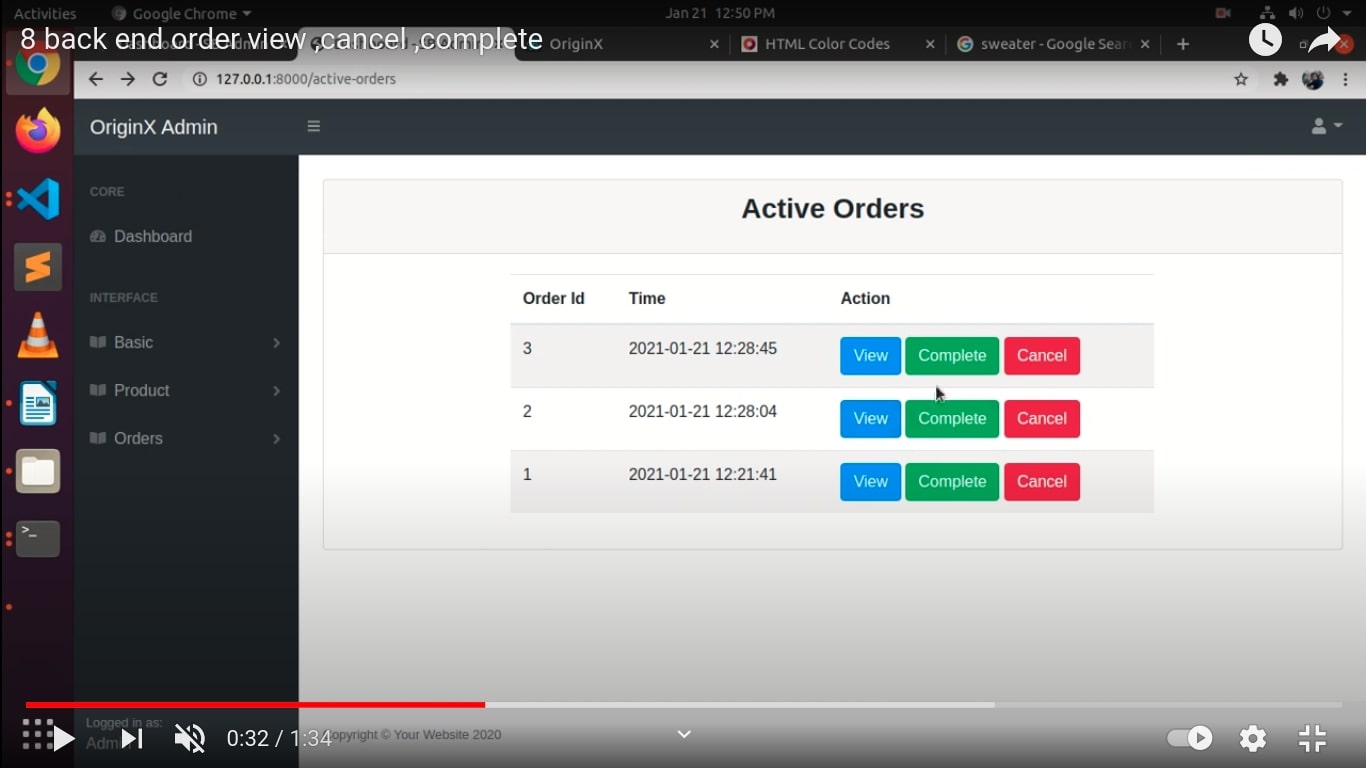 Activities Google Chrome Jan 21 12:50 PM
8 back end order view ,cancel ,complete
OriginX HTML Color Codes sweater - Google Sear
127.0.0.1:8000/active-orders
OriginX Admin
CORE
Dashboard
INTERFACE
Basic
Product
Orders
Active Orders
Order Id Time Action
3 2021-01-21 12:28:45 View Complete Cancel
2 2021-01-21 12:28:04 View Complete Cancel
1 2021-01-21 12:21:41 View Complete Cancel
Logged in as:
Copyright © Your Website 2020
0:32 / 1:34